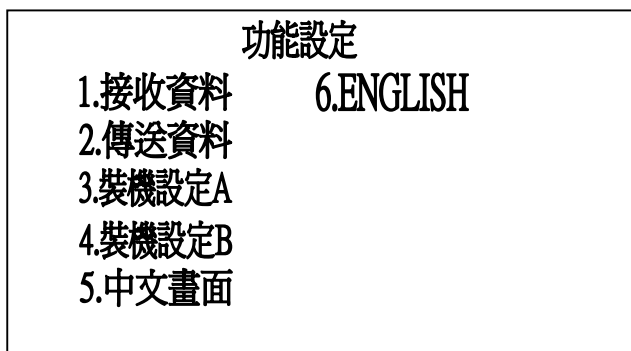 功能設定
1.接收資料 6.ENGLISH
2.傳送資料
3.裝機設定A
4.裝機設定B
5.中文畫面